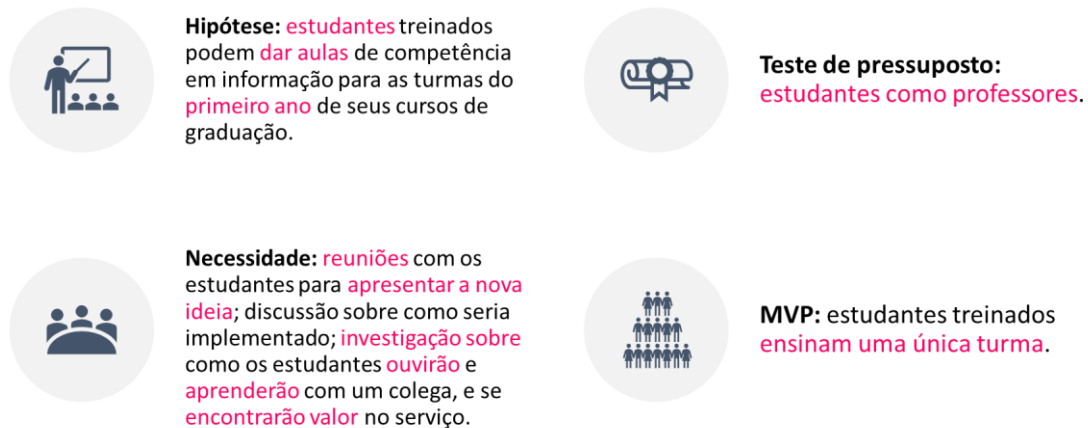 Hipótese: estudantes treinados
podem dar aulas de competência
em informação para as turmas do
primeiro ano de seus cursos de
graduação.
Teste de pressuposto:
estudantes como professores.
Necessidade: reuniões com os
estudantes para apresentar a nova
ideia; discussão sobre como seria
implementado; investigação sobre
como os estudantes ouvirão e
aprenderão com um colega, e se
encontrarão valor no serviço.
MVP: estudantes treinados
ensinam uma única turma.